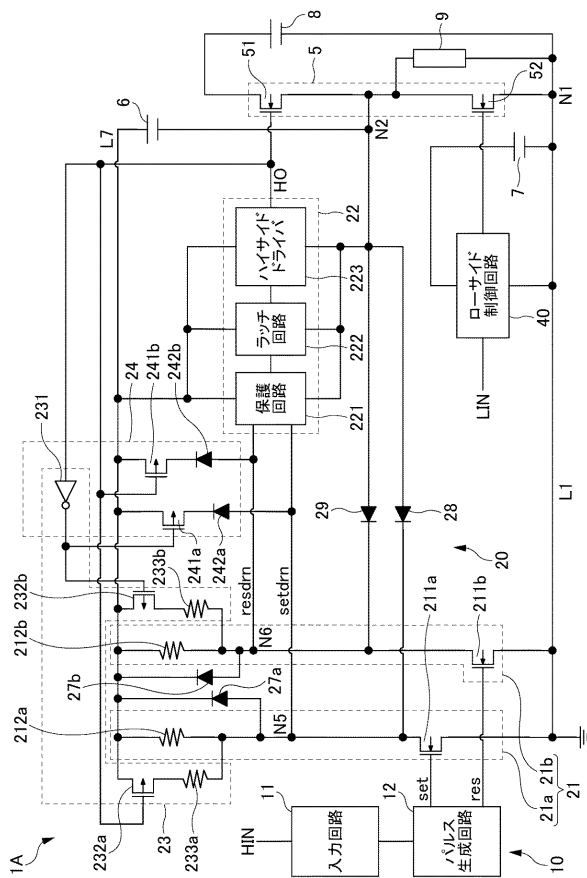 1A
23
232a
233a
212a
27b
27a
212b
232b
233b
231
24
241b
242b
241a
242a
resdrn
setdrn
N5
N6
L7
6
HO
保護
回路
221
ラッチ
回路
222
ハイサイド
ドライバ
223
22
N2
51
5
8
9
52
N1
7
ローサイド
制御回路
40
LIN
L1
29
28
20
211a
211b
21a
21b
21
HIN
11
入力回路
12
パルス
生成回路
set
res
10